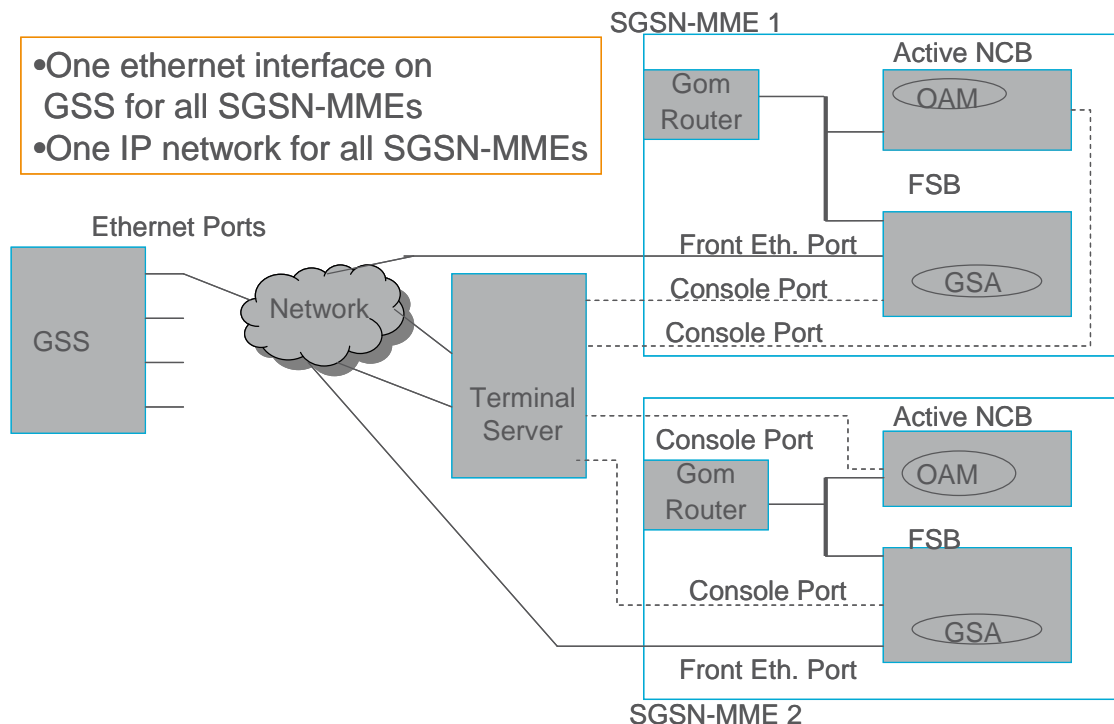 SGSN-MME 1
•One ethernet interface on
GSS for all SGSN-MMEs
•One IP network for all SGSN-MMEs
Active NCB
Gom
Router
OAM
FSB
Ethernet Ports
Front Eth. Port
GSA
Console Port
Network
Console Port
GSS
Terminal
Server
Active NCB
Console Port
Gom
Router
OAM
FSB
Console Port
GSA
Front Eth. Port
SGSN-MME 2